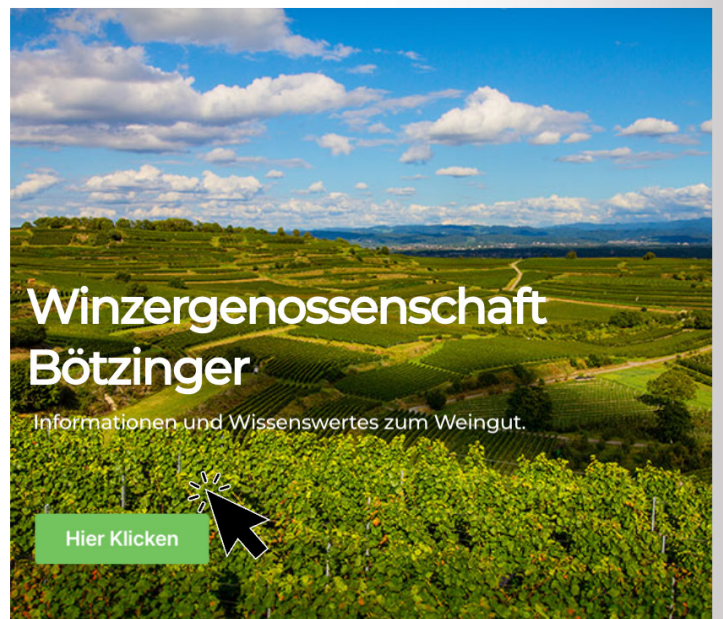 Winzergenossenschaft
Bötzinger
Informationen und Wissenswertes zum Weingut.
Hier Klicken